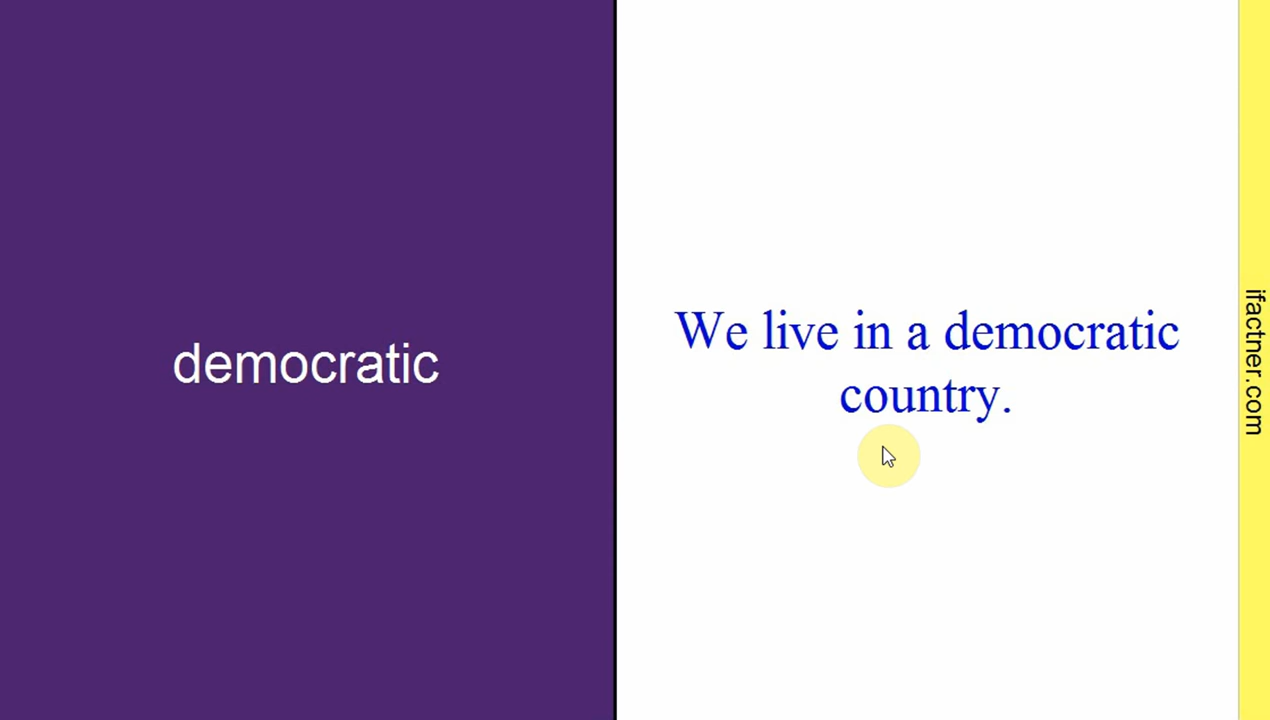 democratic
We live in a democratic
country.
ifactner.com